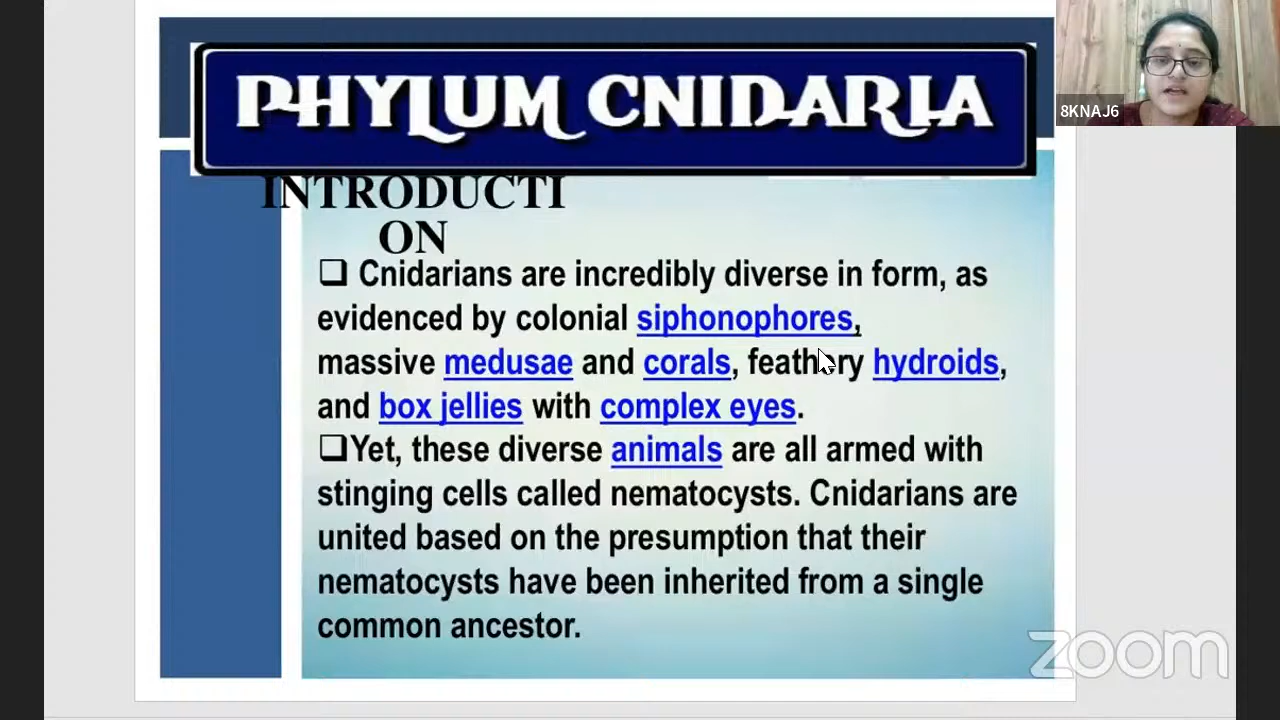 PHYLUM CNIDARIA
8KNAJ6
INTRODUCTI
ON
❑ Cnidarians are incredibly diverse in form, as
evidenced by colonial siphonophores,
massive medusae and corals, feathery hydroids,
and box jellies with complex eyes.
❑Yet, these diverse animals are all armed with
stinging cells called nematocysts. Cnidarians are
united based on the presumption that their
nematocysts have been inherited from a single
common ancestor.
zoom